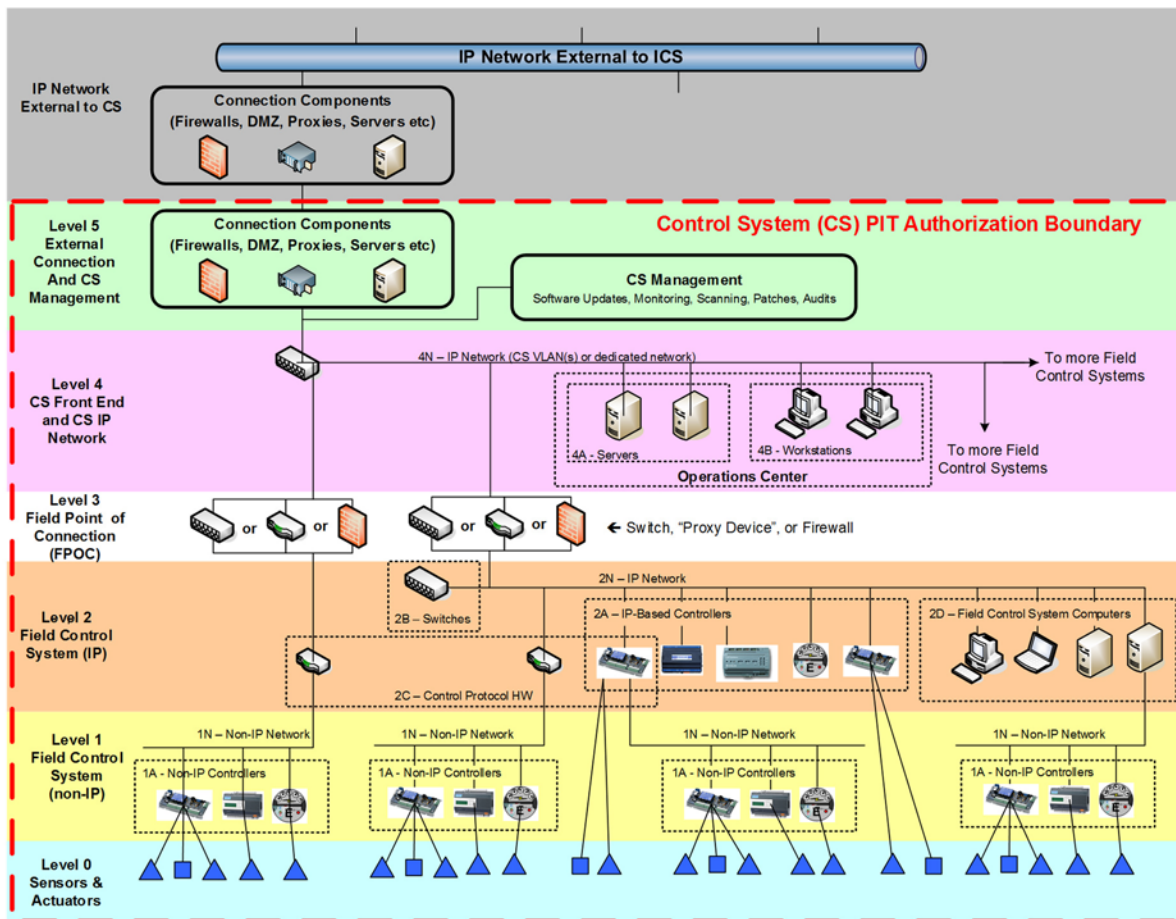 IP Network External to ICS
IP Network
External to CS
Connection Components
(Firewalls, DMZ, Proxies, Servers etc)
Level 5
External
Connection
And CS
Management
Connection Components
(Firewalls, DMZ, Proxies, Servers etc)
Control System (CS) PIT Authorization Boundary
CS Management
Software Updates, Monitoring, Scanning, Patches, Audits
Level 4
CS Front End
and CS IP
Network
4N – IP Network (CS VLAN(s) or dedicated network)
To more Field
Control Systems
4A - Servers
4B - Workstations
Operations Center
To more Field
Control Systems
Level 3
Field Point of
Connection
(FPOC)
or
or
or
or
← Switch, “Proxy Device”, or Firewall
Level 2
Field Control
System (IP)
2N – IP Network
2B – Switches
2A – IP-Based Controllers
2D – Field Control System Computers
E
2C – Control Protocol HW
Level 1
Field Control
System
(non-IP)
1N – Non-IP Network
1N – Non-IP Network
1N – Non-IP Network
1N – Non-IP Network
1A - Non-IP Controllers
1A - Non-IP Controllers
1A - Non-IP Controllers
1A - Non-IP Controllers
E
E
E
E
Level 0
Sensors &
Actuators